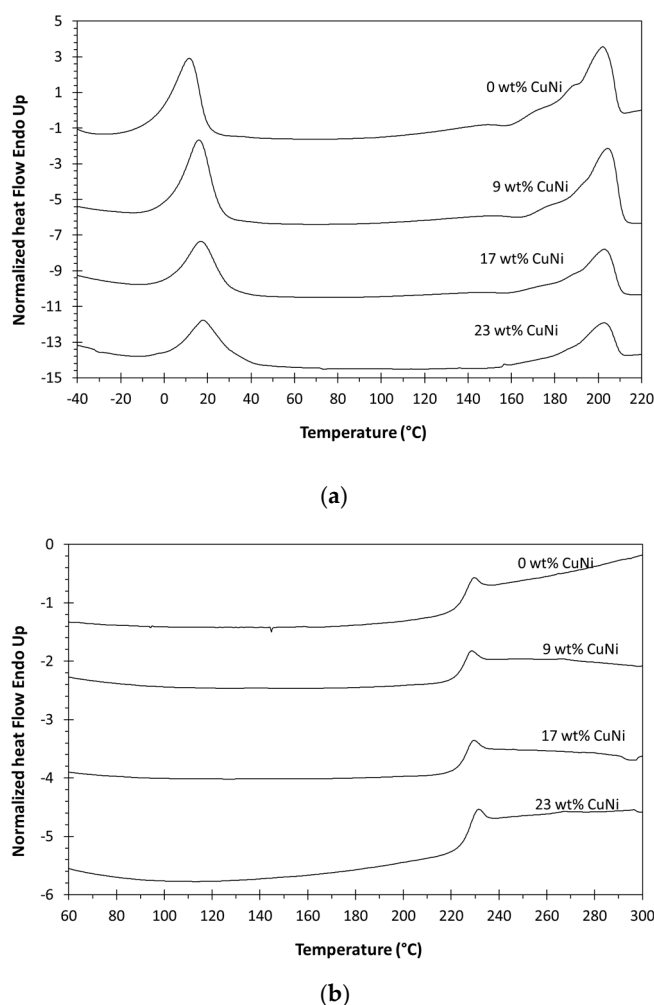 5
3
1
-1
-3
-5
-7
-9
-11
-13
-15
Normalized heat Flow Endo Up
0 wt% CuNi
9 wt% CuNi
17 wt% CuNi
23 wt% CuNi
-40 -20 0 20 40 60 80 100 120 140 160 180 200 220
Temperature (°C)
(a)
0
-1
-2
-3
-4
-5
-6
Normalized heat Flow Endo Up
0 wt% CuNi
9 wt% CuNi
17 wt% CuNi
23 wt% CuNi
60 80 100 120 140 160 180 200 220 240 260 280 300
Temperature (°C)
(b)